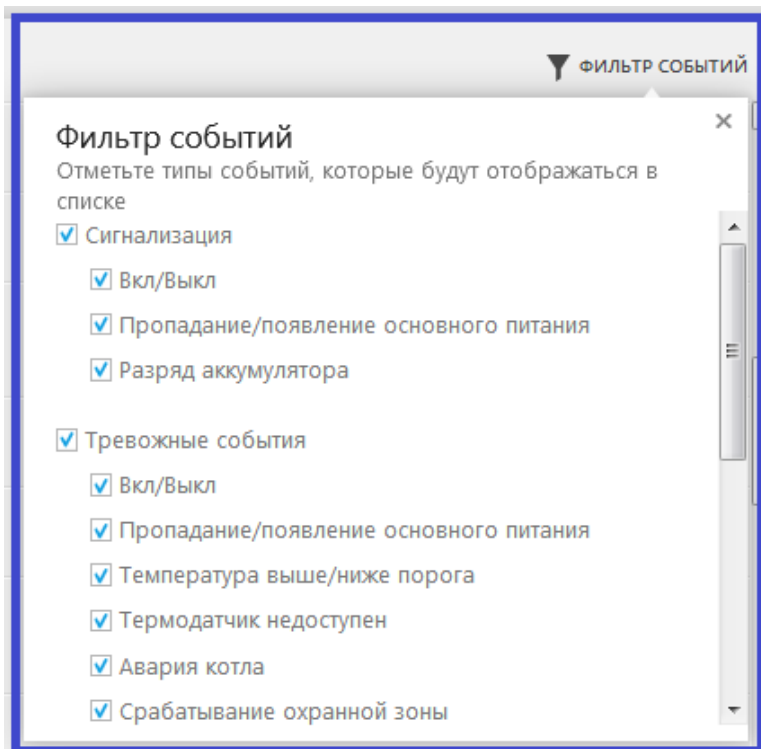 ФИЛЬТР СОБЫТИЙ
Фильтр событий
Отметьте типы событий, которые будут отображаться в
списке
Сигнализация
Вкл/Выкл
Пропадание/появление основного питания
Разряд аккумулятора
Тревожные события
Вкл/Выкл
Пропадание/появление основного питания
Температура выше/ниже порога
Термодатчик недоступен
Авария котла
Срабатывание охранной зоны